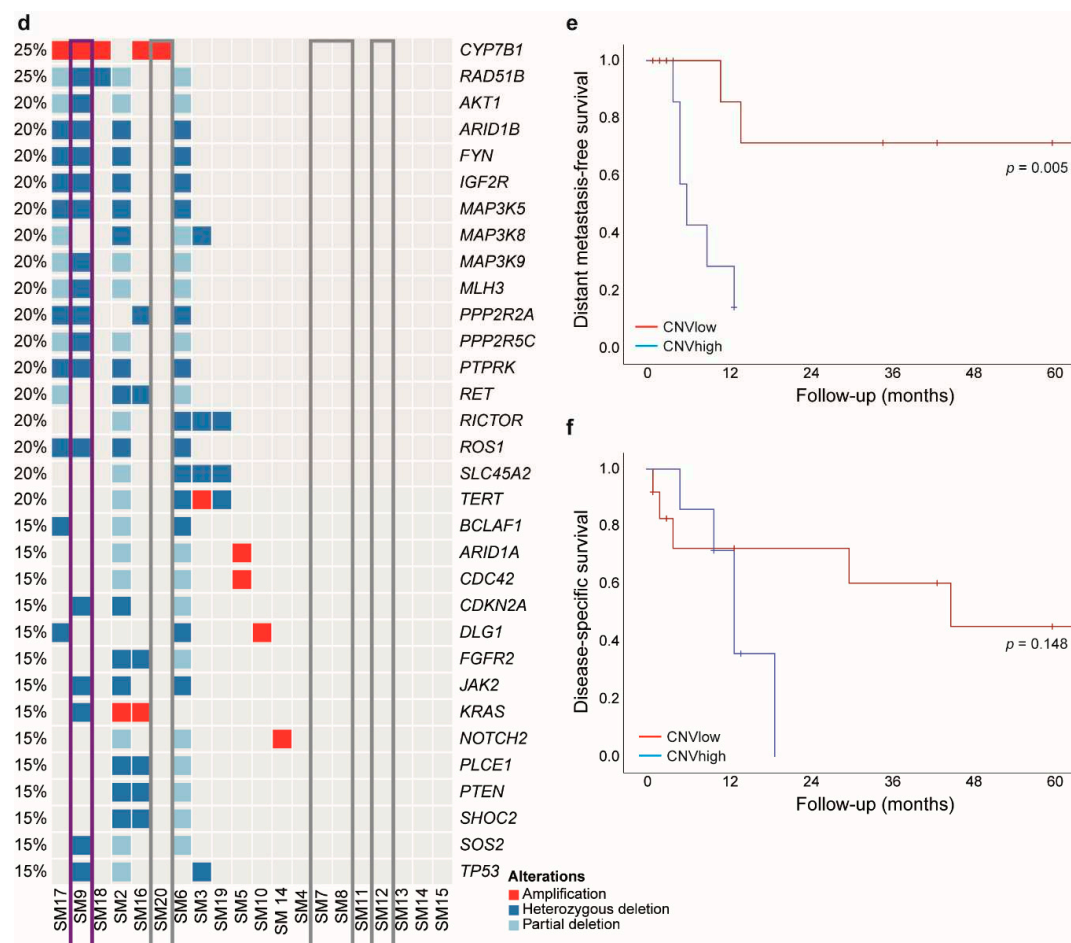 d
25% CYP7B1
25% RAD51B
20% AKT1
20% ARID1B
20% FYN
20% IGF2R
20% MAP3K5
20% MAP3K8
20% MAP3K9
20% MLH3
20% PPP2R2A
20% PPP2R5C
20% PTPRK
20% RET
20% RICTOR
20% ROS1
20% SLC45A2
20% TERT
15% BCLAF1
15% ARID1A
15% CDC42
15% CDKN2A
15% DLG1
15% FGFR2
15% JAK2
15% KRAS
15% NOTCH2
15% PLCE1
15% PTEN
15% SHOC2
15% SOS2
15% TP53
SM17 SM9 SM18 SM2 SM16 SM20 SM6 SM3 SM19 SM5 SM10 SM 14 SM4 SM7 SM8 SM11 SM12 SM13 SM14 SM15
Alterations
Amplification
Heterozygous deletion
Partial deletion
e
Distant metastasis-free survival
1.0
0.8
0.6
0.4
0.2
0.0
p = 0.005
CNVlow
CNVhigh
0 12 24 36 48 60
Follow-up (months)
f
Disease-specific survival
1.0
0.8
0.6
0.4
0.2
0.0
p = 0.148
CNVlow
CNVhigh
0 12 24 36 48 60
Follow-up (months)